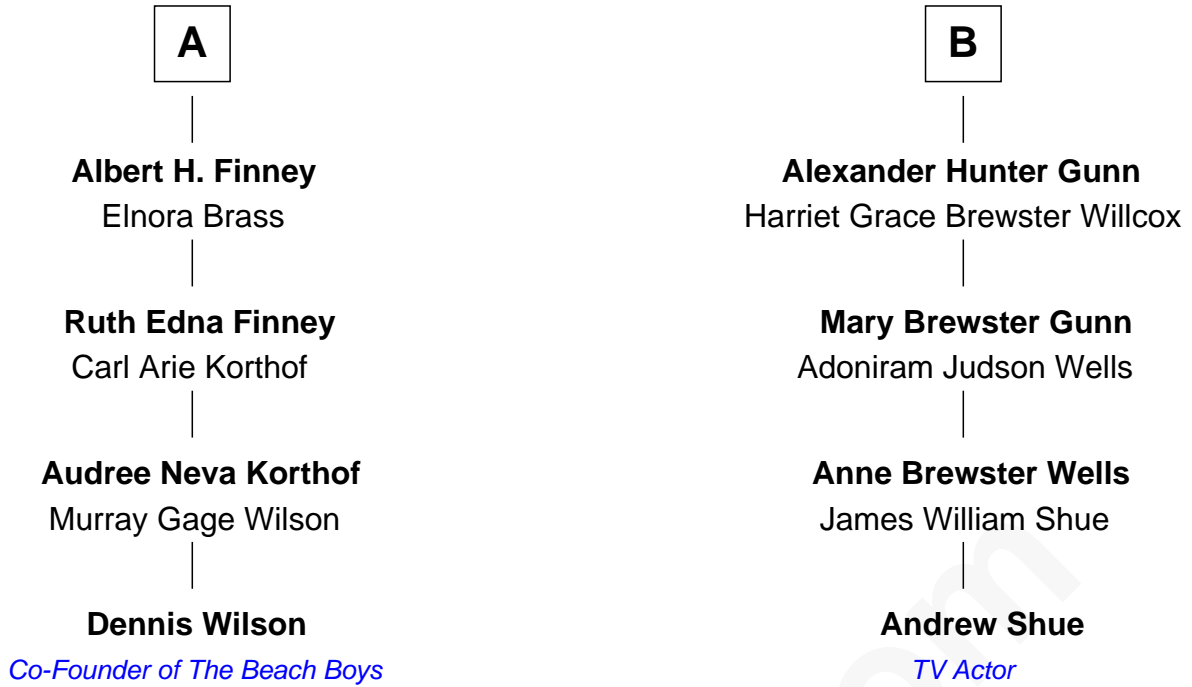 A
Albert H. Finney
Elnora Brass
Ruth Edna Finney
Carl Arie Korthof
Audree Neva Korthof
Murray Gage Wilson
Dennis Wilson
Co-Founder of The Beach Boys
B
Alexander Hunter Gunn
Harriet Grace Brewster Willcox
Mary Brewster Gunn
Adoniram Judson Wells
Anne Brewster Wells
James William Shue
Andrew Shue
TV Actor
om